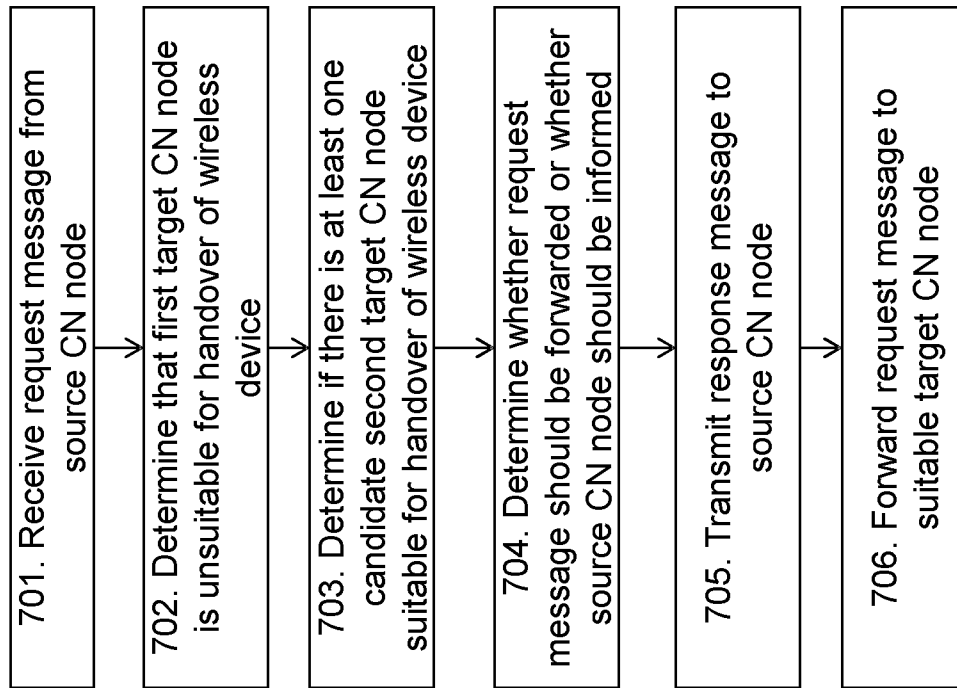 701. Receive request message from
source CN node
702. Determine that first target CN node
is unsuitable for handover of wireless
device
703. Determine if there is at least one
candidate second target CN node
suitable for handover of wireless device
704. Determine whether request
message should be forwarded or whether
source CN node should be informed
705. Transmit response message to
source CN node
706. Forward request message to
suitable target CN node